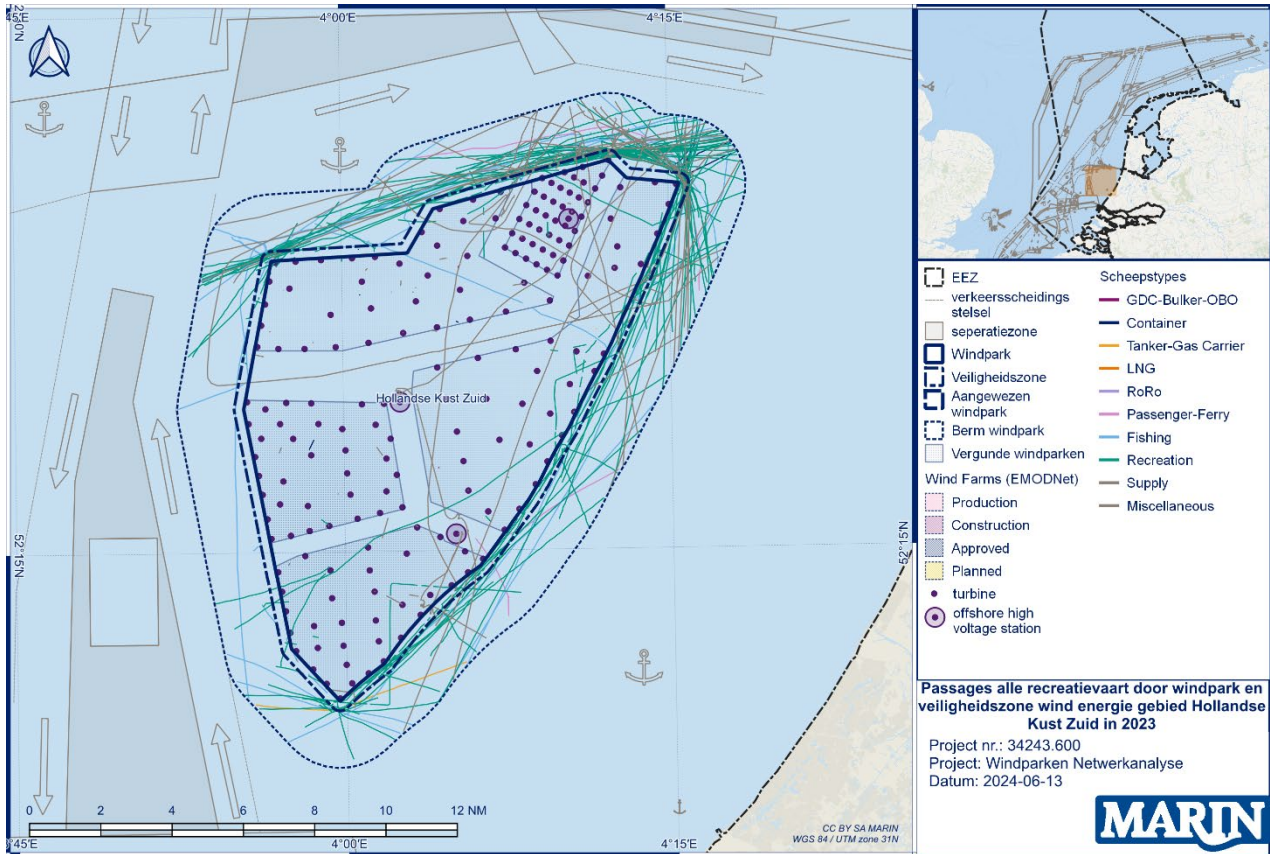 45'E
4°00'E
4°15'E
2°0'N
Hollandse Kust Zuid
52°15'N
52°15'N
0 2 4 6 8 10 12 NM
CC BY SA MARIN
WGS 84 / UTM zone 31N
3°45'E
4°00'E
4°15'E
EEZ
verkeersscheidings
stelsel
seperatiezone
Windpark
Veiligheidszone
Aangewezen
windpark
Berm windpark
Vergunde windparken
Wind Farms (EMODNet)
Production
Construction
Approved
Planned
turbine
offshore high
voltage station
Scheepstypes
GDC-Bulker-OBO
Container
Tanker-Gas Carrier
LNG
RoRo
Passenger-Ferry
Fishing
Recreation
Supply
Miscellaneous
Passages alle recreatievaart door windpark en
veiligheidszone wind energie gebied Hollandse
Kust Zuid in 2023
Project nr.: 34243.600
Project: Windparken Netwerkanalyse
Datum: 2024-06-13
MARIN